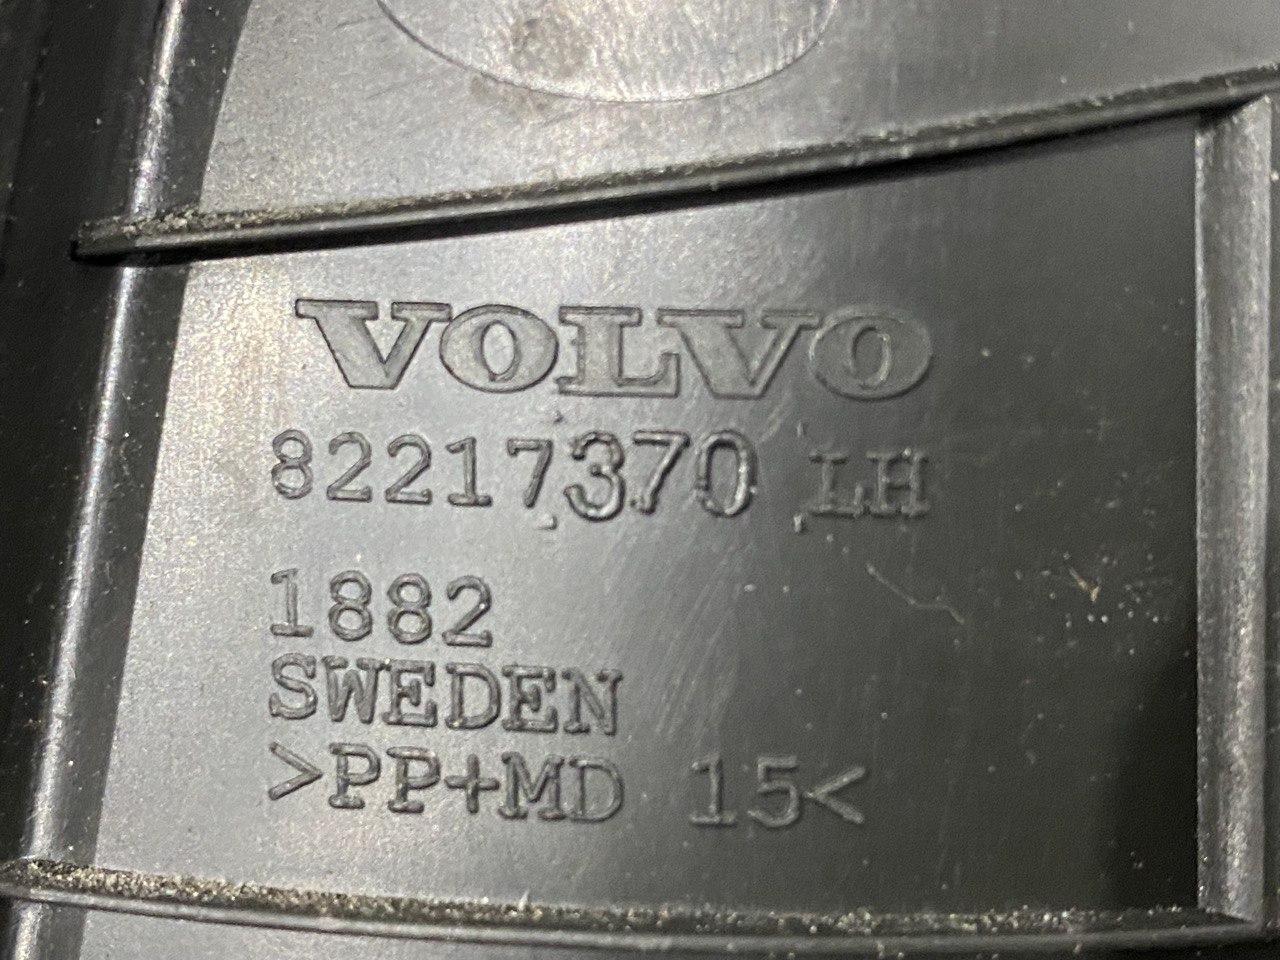 VOLVO
82217370 LH
1882
SWEDEN
>PP+MD 15<